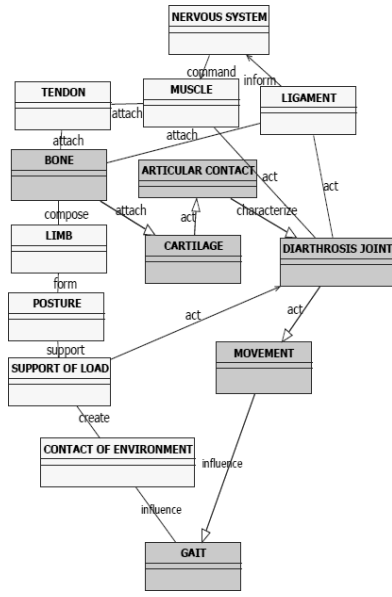 NERVOUS SYSTEM
command
inform
TENDON
MUSCLE
LIGAMENT
attach
attach
attach
BONE
ARTICULAR CONTACT
act
act
compose
attach
act
characterize
LIMB
CARTILAGE
DIARTHROSIS JOINT
form
POSTURE
act
act
support
MOVEMENT
SUPPORT OF LOAD
create
CONTACT OF ENVIRONMENT
influence
influence
GAIT